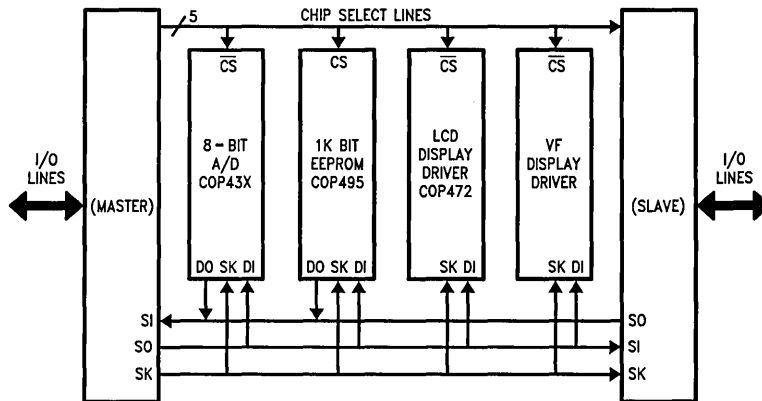 5
CHIP SELECT LINES
CS
CS
CS
CS
8-BIT
A/D
COP43X
1K BIT
EEPROM
COP495
LCD
DISPLAY
DRIVER
COP472
VF
DISPLAY
DRIVER
I/O
LINES
(MASTER)
(SLAVE)
I/O
LINES
DO SK DI
DO SK DI
SK DI
SK DI
SI
SO
SK
SO
SI
SK